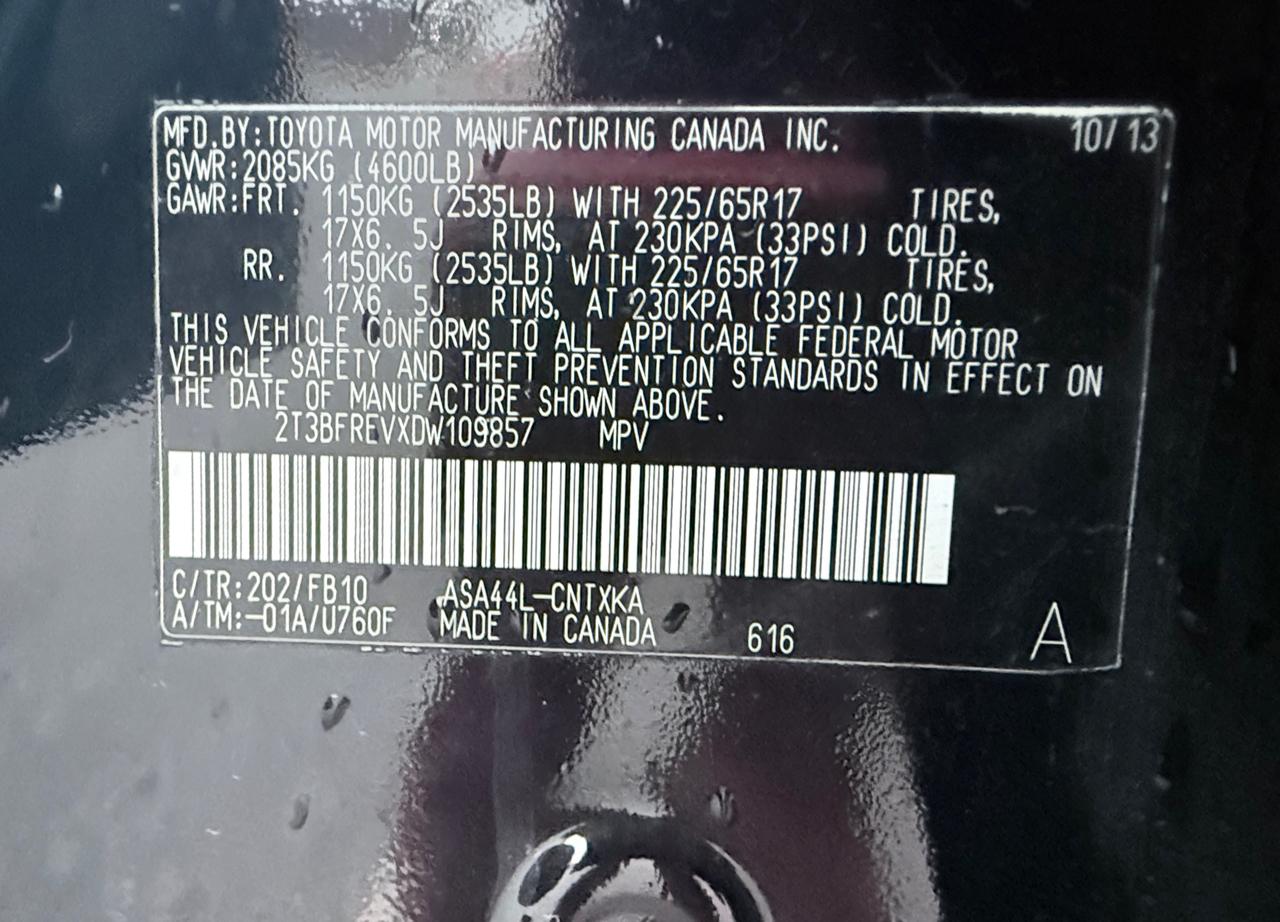 MFD.BY:TOYOTA MOTOR MANUFACTURING CANADA INC. 10/13
GVWR:2085KG (4600LB)
GAWR:FRT. 1150KG (2535LB) WITH 225/65R17 TIRES,
17X6.5J RIMS, AT 230KPA (33PSI) COLD.
RR. 1150KG (2535LB) WITH 225/65R17 TIRES,
17X6.5J RIMS, AT 230KPA (33PSI) COLD.
THIS VEHICLE CONFORMS TO ALL APPLICABLE FEDERAL MOTOR
VEHICLE SAFETY AND THEFT PREVENTION STANDARDS IN EFFECT ON
THE DATE OF MANUFACTURE SHOWN ABOVE.
2T3BFREVXDW109857 MPV
C/TR:202/FB10 ASA44L-CNTXKA
A/TM:-01A/U760F MADE IN CANADA 616 A